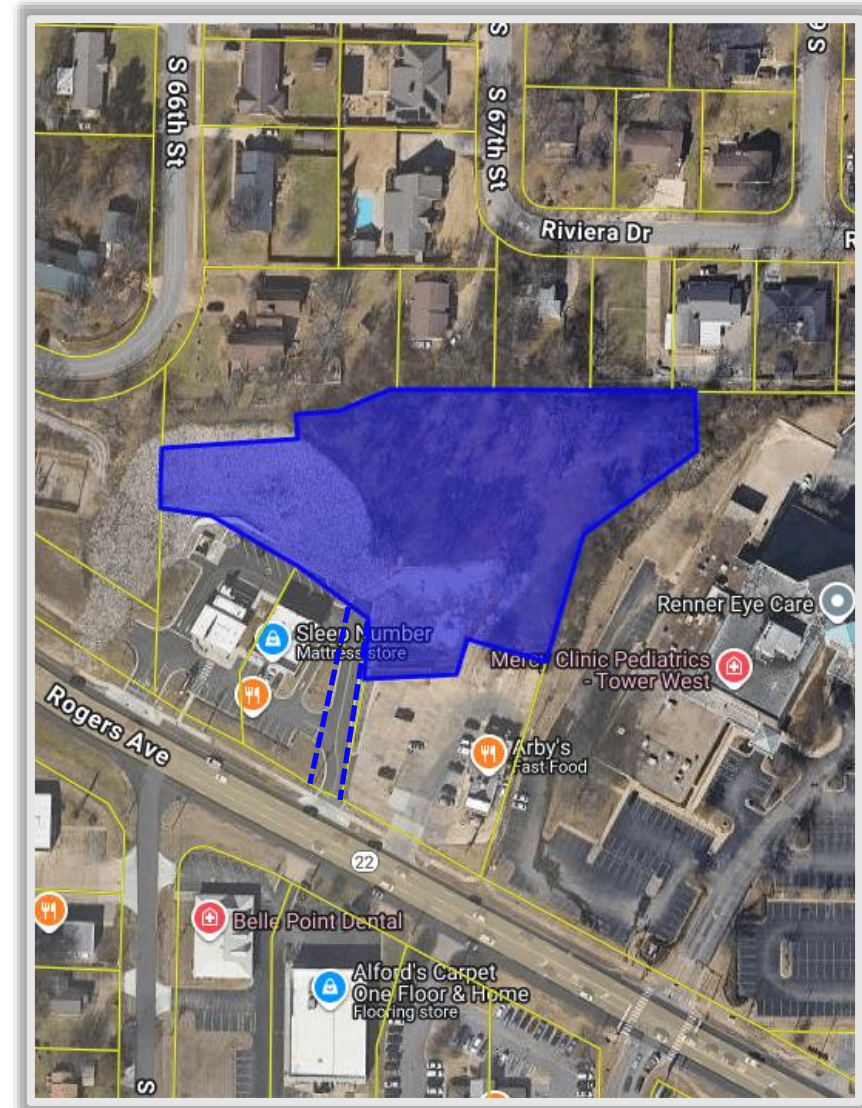 S
9 S
S 66th St
S 67th St
Riviera Dr
R
Renner Eye Care
Sleep Number
Mattress store
Mercy Clinic Pediatrics
- Tower West
Rogers Ave
Arby's
Fast Food
22
Belle Point Dental
Alford's Carpet
One Floor & Home
Flooring store
S